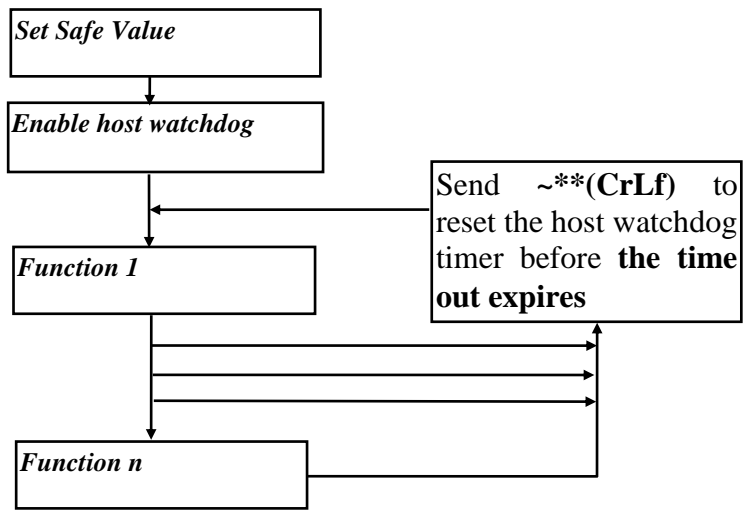 Set Safe Value
Enable host watchdog
Send ~**(CrLf) to
reset the host watchdog
timer before the time
out expires
Function 1
Function n